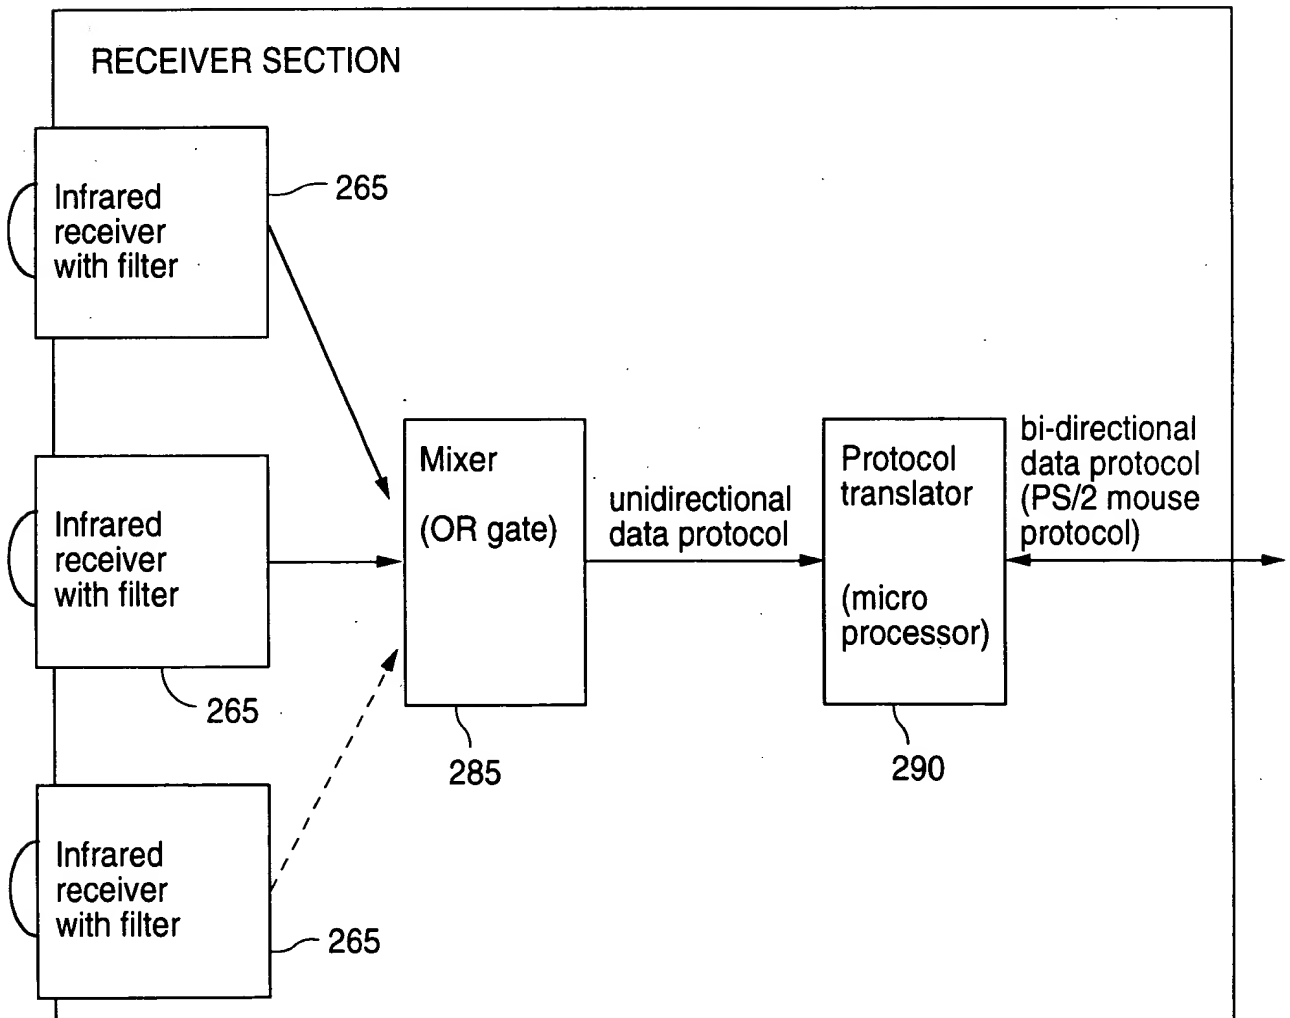 RECEIVER SECTION
Infrared
receiver
with filter
265
Infrared
receiver
with filter
265
Infrared
receiver
with filter
265
Mixer
(OR gate)
285
unidirectional
data protocol
Protocol
translator
(micro
processor)
290
bi-directional
data protocol
(PS/2 mouse
protocol)